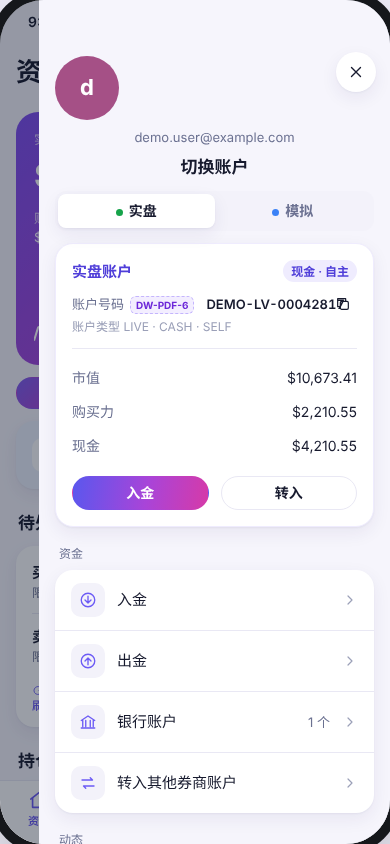 9:
资
d
demo.user@example.com
切换账户
实盘
模拟
实盘账户
现金 · 自主
账户号码 DW-PDF-6 DEMO-LV-0004281
账户类型 LIVE · CASH · SELF
市值 $10,673.41
购买力 $2,210.55
现金 $4,210.55
入金
转入
资金
入金
出金
银行账户 1 个
转入其他券商账户
动态
持